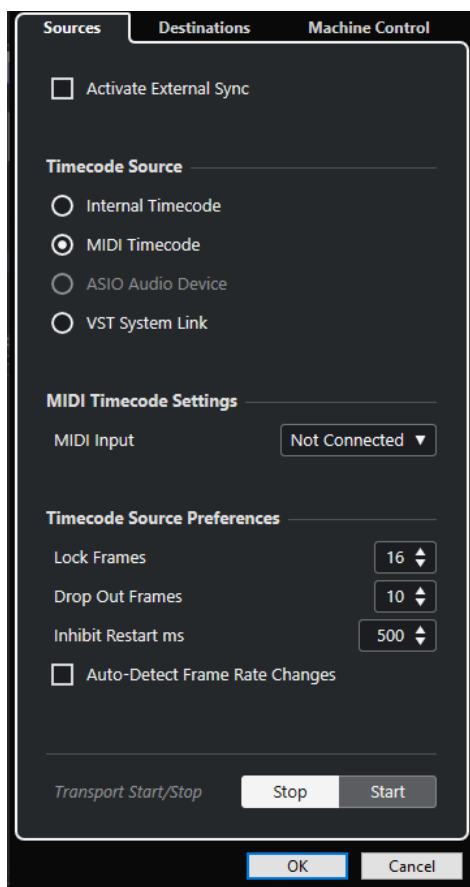 Sources Destinations Machine Control
Activate External Sync
Timecode Source
Internal Timecode
MIDI Timecode
ASIO Audio Device
VST System Link
MIDI Timecode Settings
MIDI Input Not Connected
Timecode Source Preferences
Lock Frames 16
Drop Out Frames 10
Inhibit Restart ms 500
Auto-Detect Frame Rate Changes
Transport Start/Stop Stop Start
OK Cancel